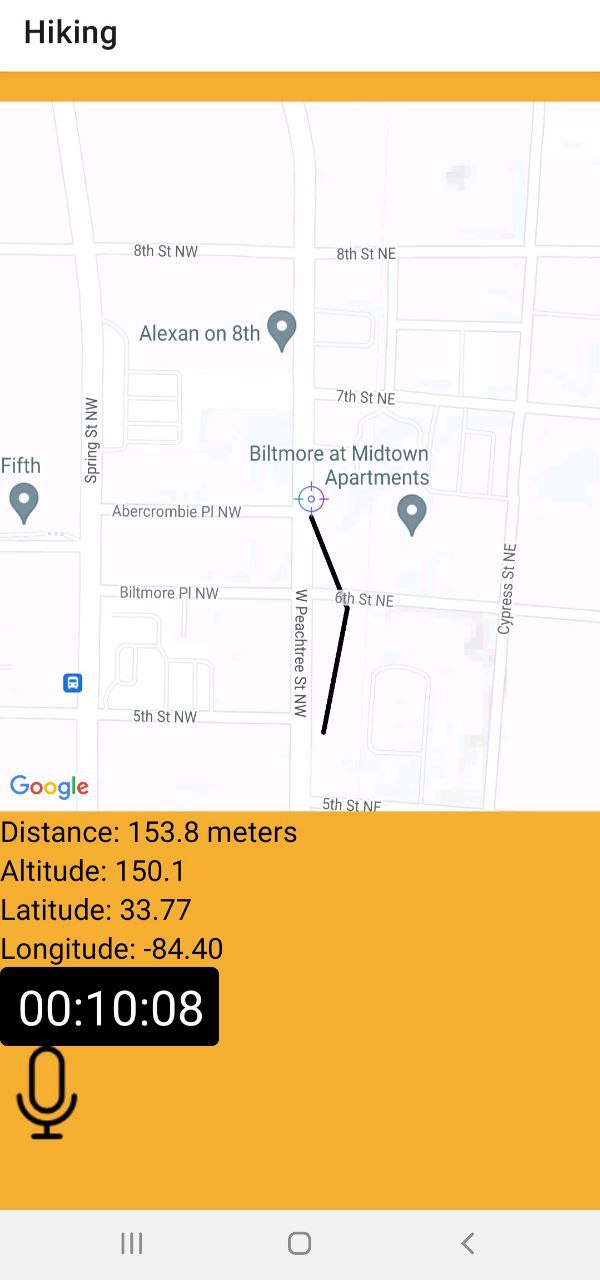 Hiking
8th St NW
8th St NE
Alexan on 8th
7th St NE
Spring St NW
Biltmore at Midtown
Apartments
Fifth
Abercrombie Pl NW
Cypress St NE
Biltmore Pl NW
6th St NE
W Peachtree St NW
5th St NW
Google
5th St NE
Distance: 153.8 meters
Altitude: 150.1
Latitude: 33.77
Longitude: -84.40
00:10:08